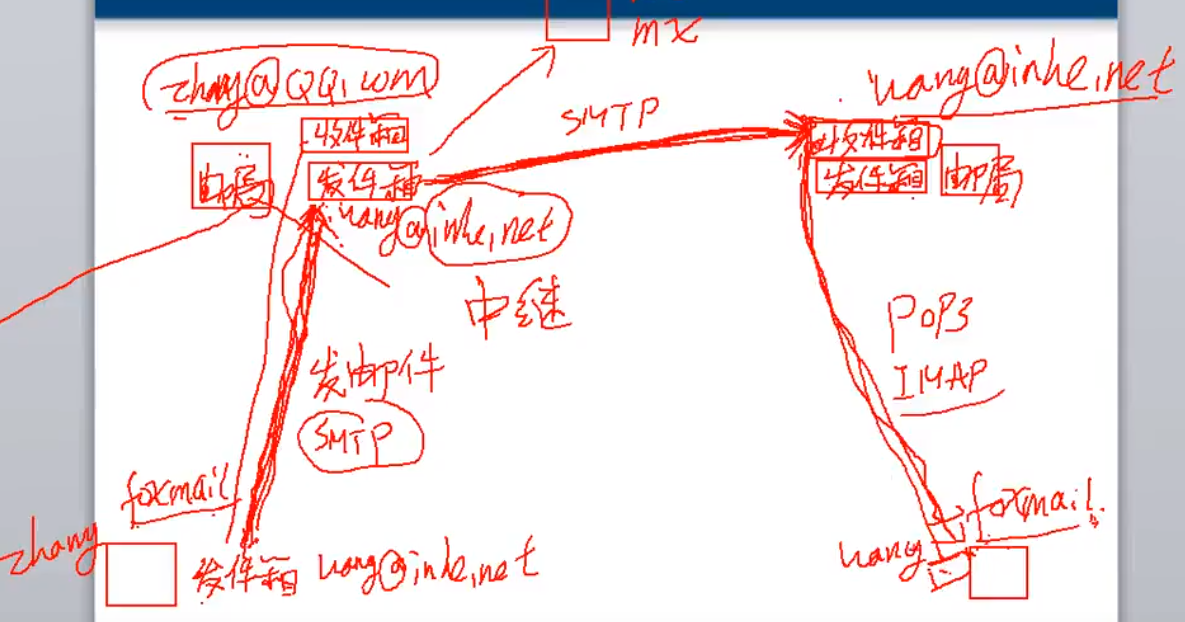 mx
zhang@QQ.com
wang@inhe.net
SMTP
收件箱
收件箱
邮局
发件箱
发件箱
邮局
wang@inhe.net
中继
POP3
发邮件
IMAP
SMTP
foxmail
foxmail
zhang
发件箱 wang@inhe.net
wang